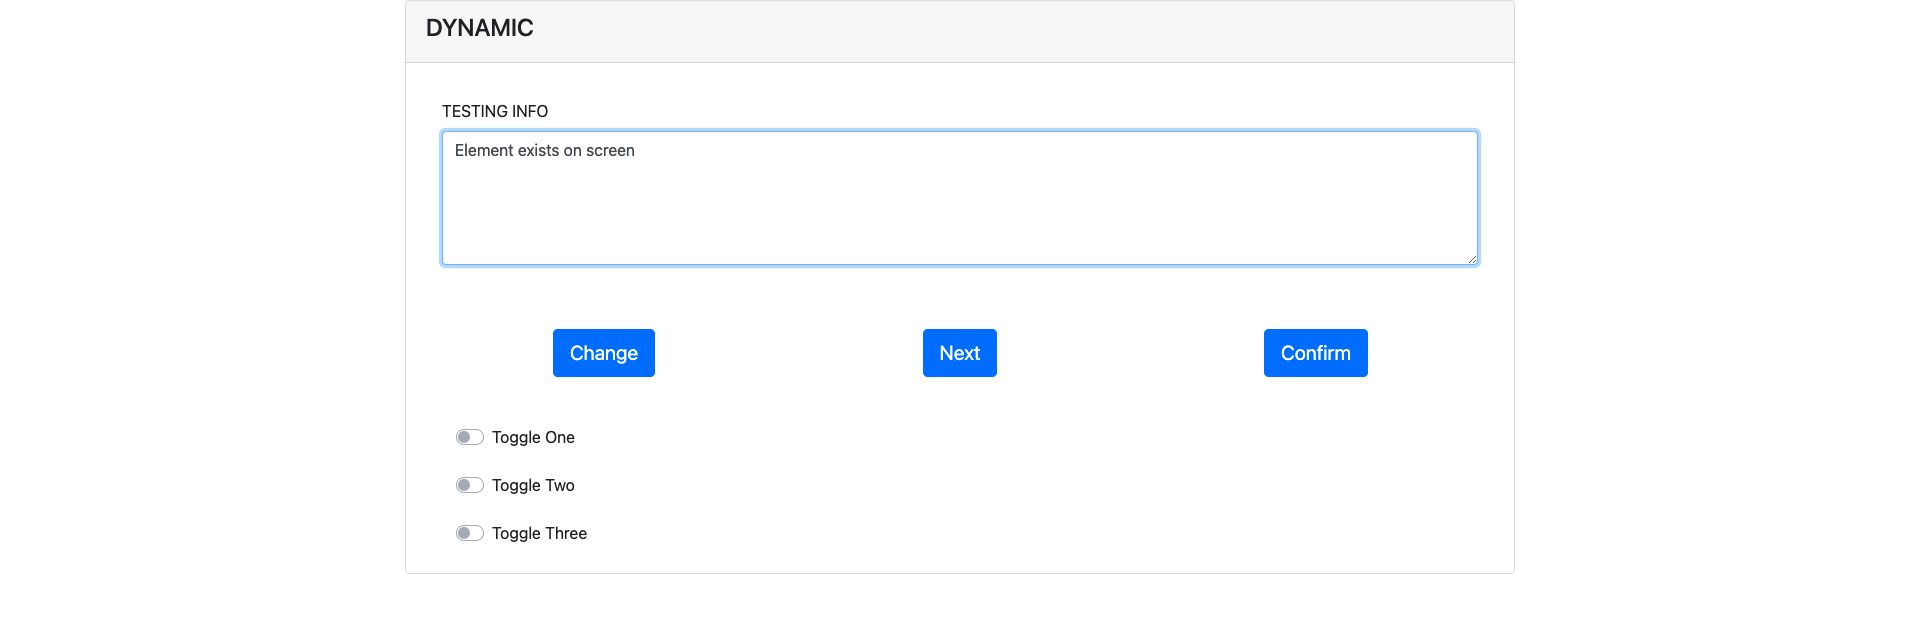 DYNAMIC
TESTING INFO
Element exists on screen
Change
Next
Confirm
Toggle One
Toggle Two
Toggle Three